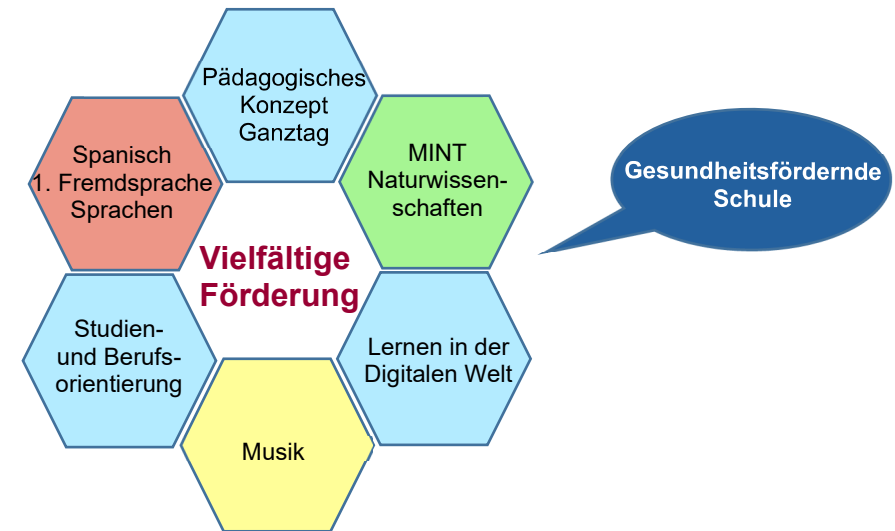 Pädagogisches
Konzept
Ganztag
Spanisch
1. Fremdsprache
Sprachen
MINT
Naturwissen-
schaften
Gesundheitsfördernde
Schule
Vielfältige
Förderung
Studien-
und Berufs-
orientierung
Lernen in der
Digitalen Welt
Musik